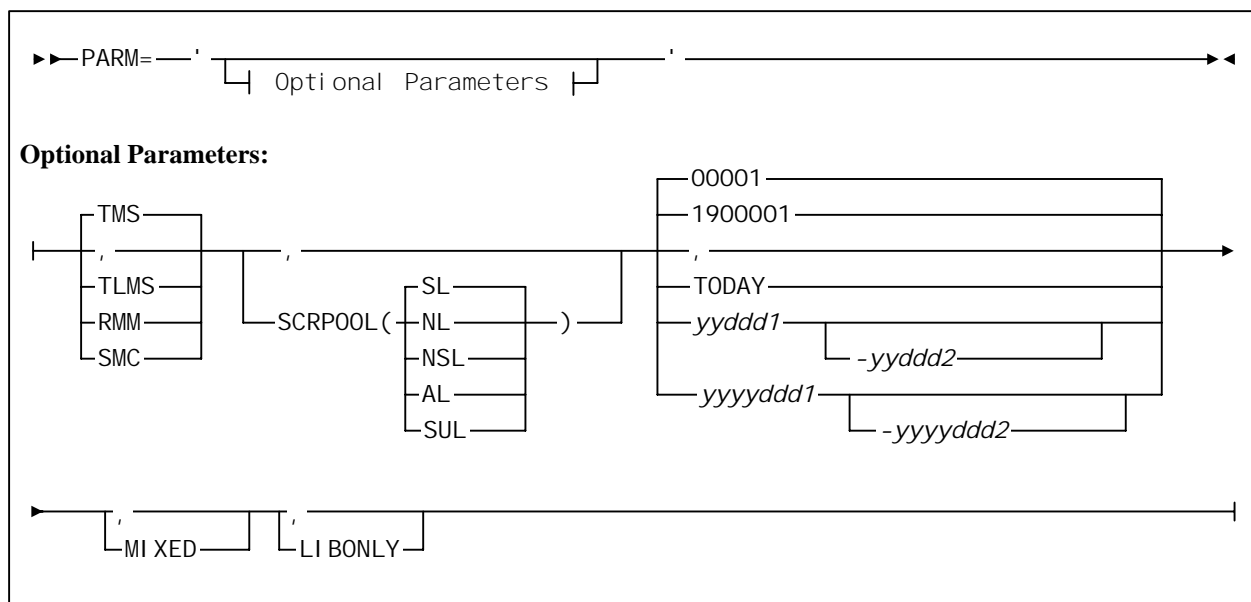 PARM= ' Optional Parameters '
Optional Parameters:
TMS
,
TLMS
RMM
SMC
,
SCRPOOL(
SL
NL
NSL
AL
SUL
)
00001
1900001
,
TODAY
yyddd1
-yyddd2
yyyyddd1
-yyyyddd2
,
MIXED
,
LIBONLY